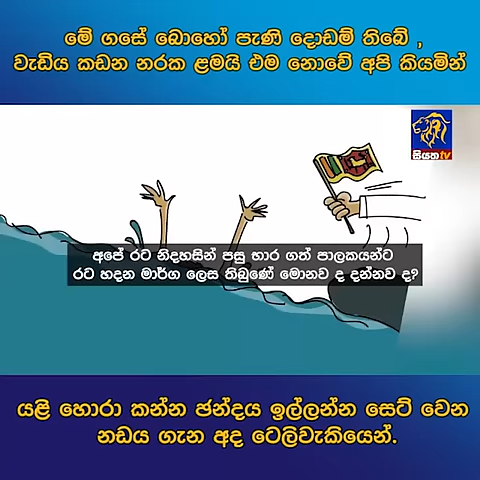 මේ ගසේ බොහෝ පැණි දොඩම් තිබේ ,
වැඩිය කඩන නරක ළමයි එම නොවේ අපි කියමින්
සියත tv
අපේ රට නිදහසින් පසු භාර ගත් පාලකයන්ට
රට හදන මාර්ග ලෙස තිබුණේ මොනව ද දන්නව ද?
යළි හොරා කන්න ඡන්දය ඉල්ලන්න සෙට් වෙන
නඩය ගැන අද ටෙලිවැකියෙන්.